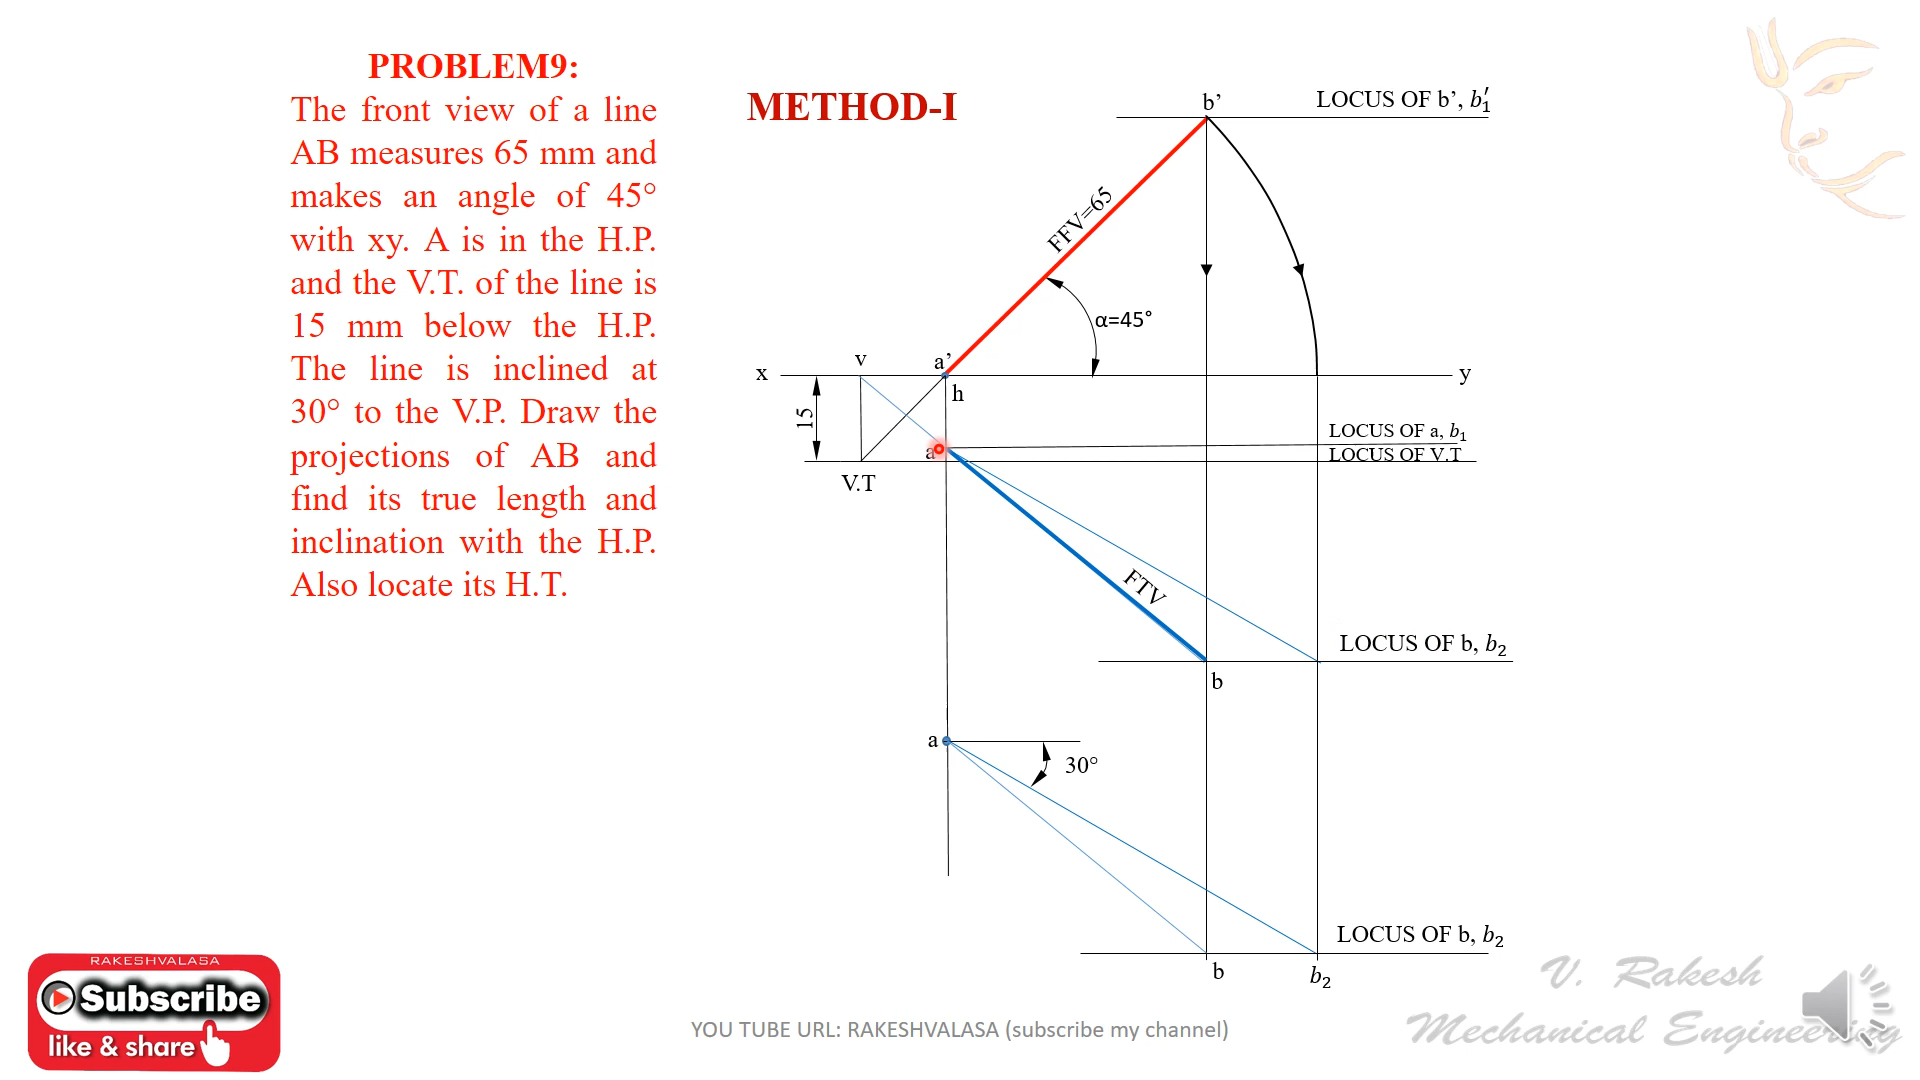 PROBLEM9:
The front view of a line
AB measures 65 mm and
makes an angle of 45°
with xy. A is in the H.P.
and the V.T. of the line is
15 mm below the H.P.
The line is inclined at
30° to the V.P. Draw the
projections of AB and
find its true length and
inclination with the H.P.
Also locate its H.T.
METHOD-I
b’
LOCUS OF b’, b₁′
FFV=65
α=45°
x
v
a’
y
h
15
LOCUS OF a, b₁
a
LOCUS OF V.T
V.T
FTV
LOCUS OF b, b₂
b
a
30°
LOCUS OF b, b₂
b
b₂
RAKESHVALASA
Subscribe
like & share
YOU TUBE URL: RAKESHVALASA (subscribe my channel)
V. Rakesh
Mechanical Engineering